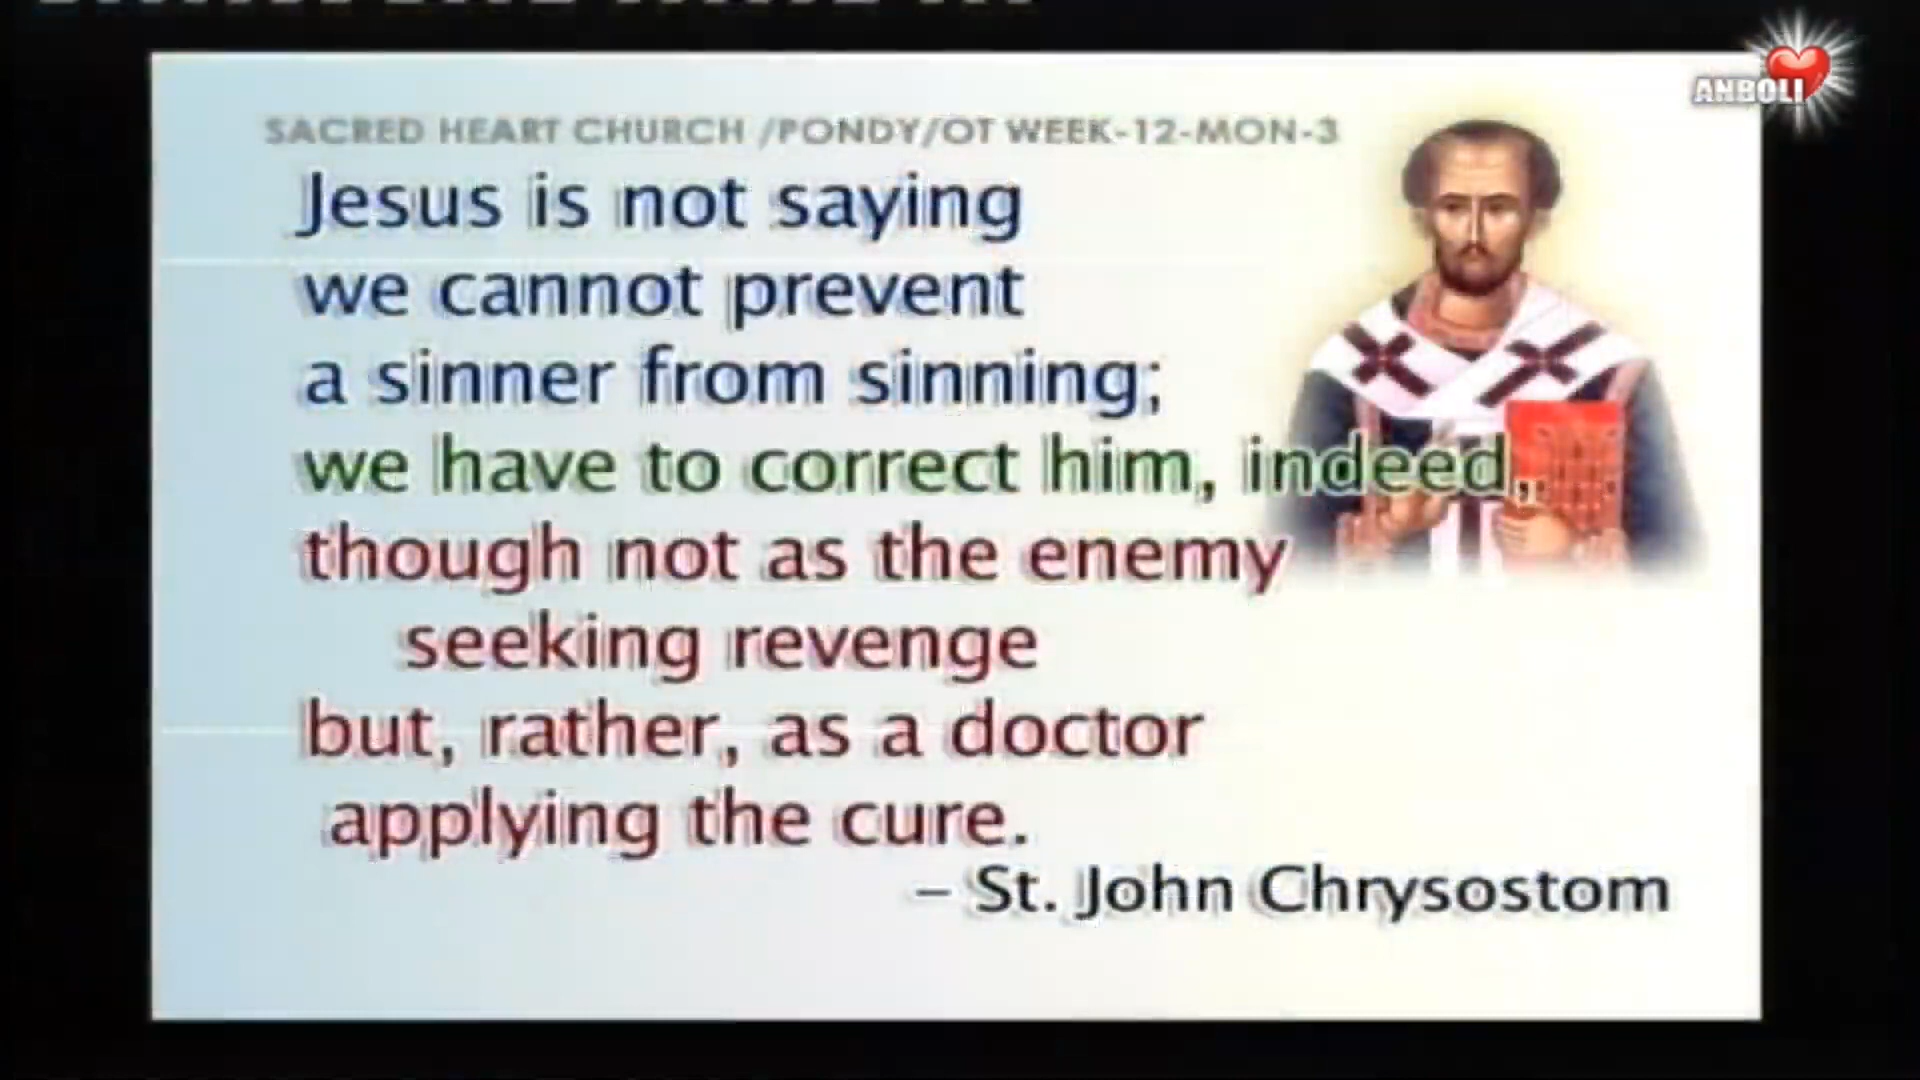 ANBOLI
SACRED HEART CHURCH /PONDY/OT WEEK-12-MON-3
Jesus is not saying
we cannot prevent
a sinner from sinning;
we have to correct him, indeed,
though not as the enemy
seeking revenge
but, rather, as a doctor
applying the cure.
– St. John Chrysostom